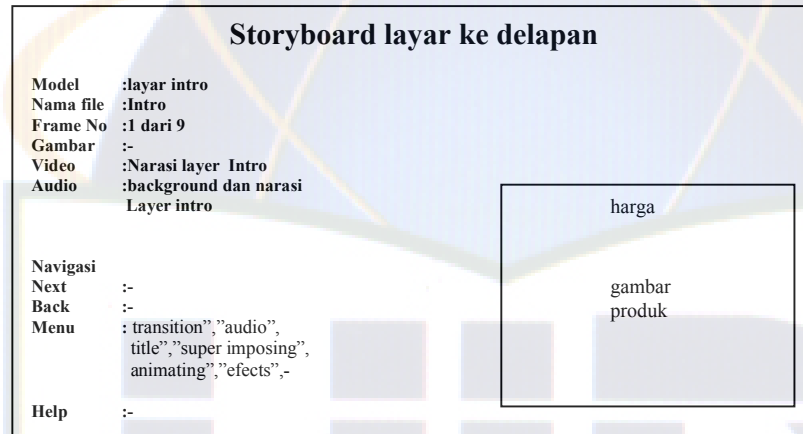 Storyboard layar ke delapan
Model :layar intro
Nama file :Intro
Frame No :1 dari 9
Gambar :-
Video :Narasi layer Intro
Audio :background dan narasi
Layer intro
Navigasi
Next :-
Back :-
Menu : transition”,”audio”,
title”,”super imposing”,
animating”,”efects”,-
Help :-
harga
gambar
produk